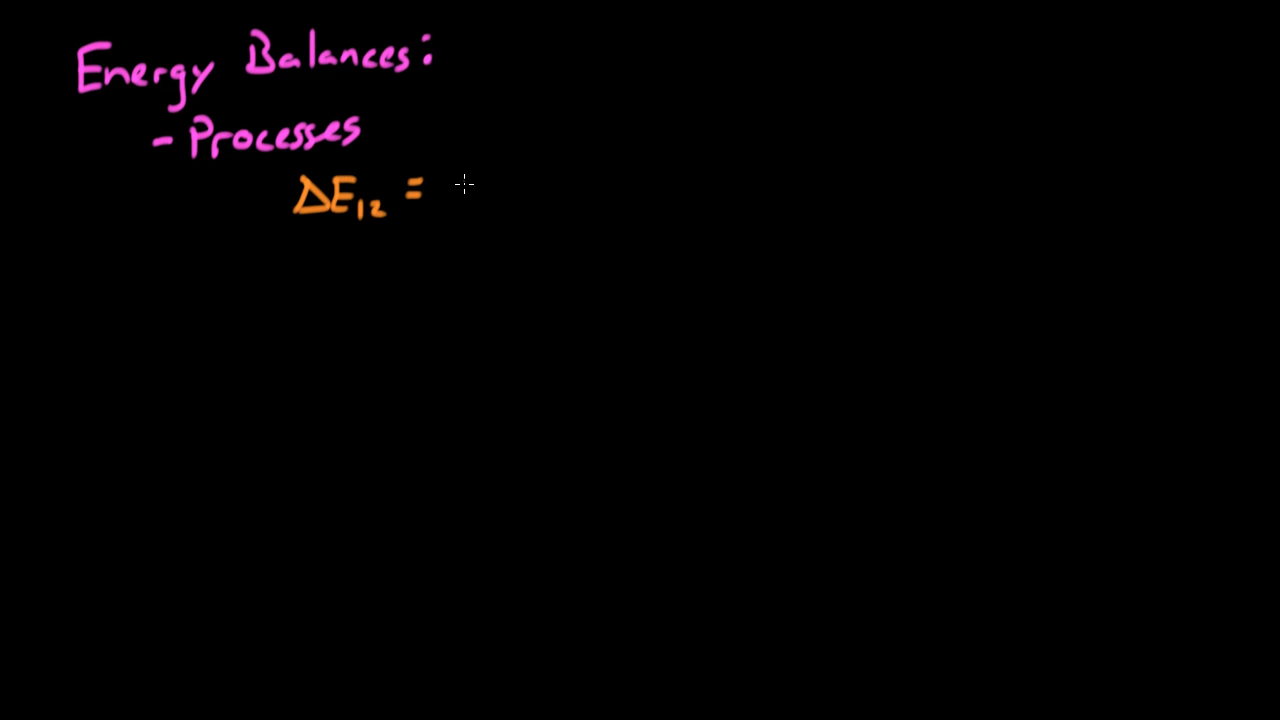 Energy Balances:
- Processes
ΔE₁₂ =